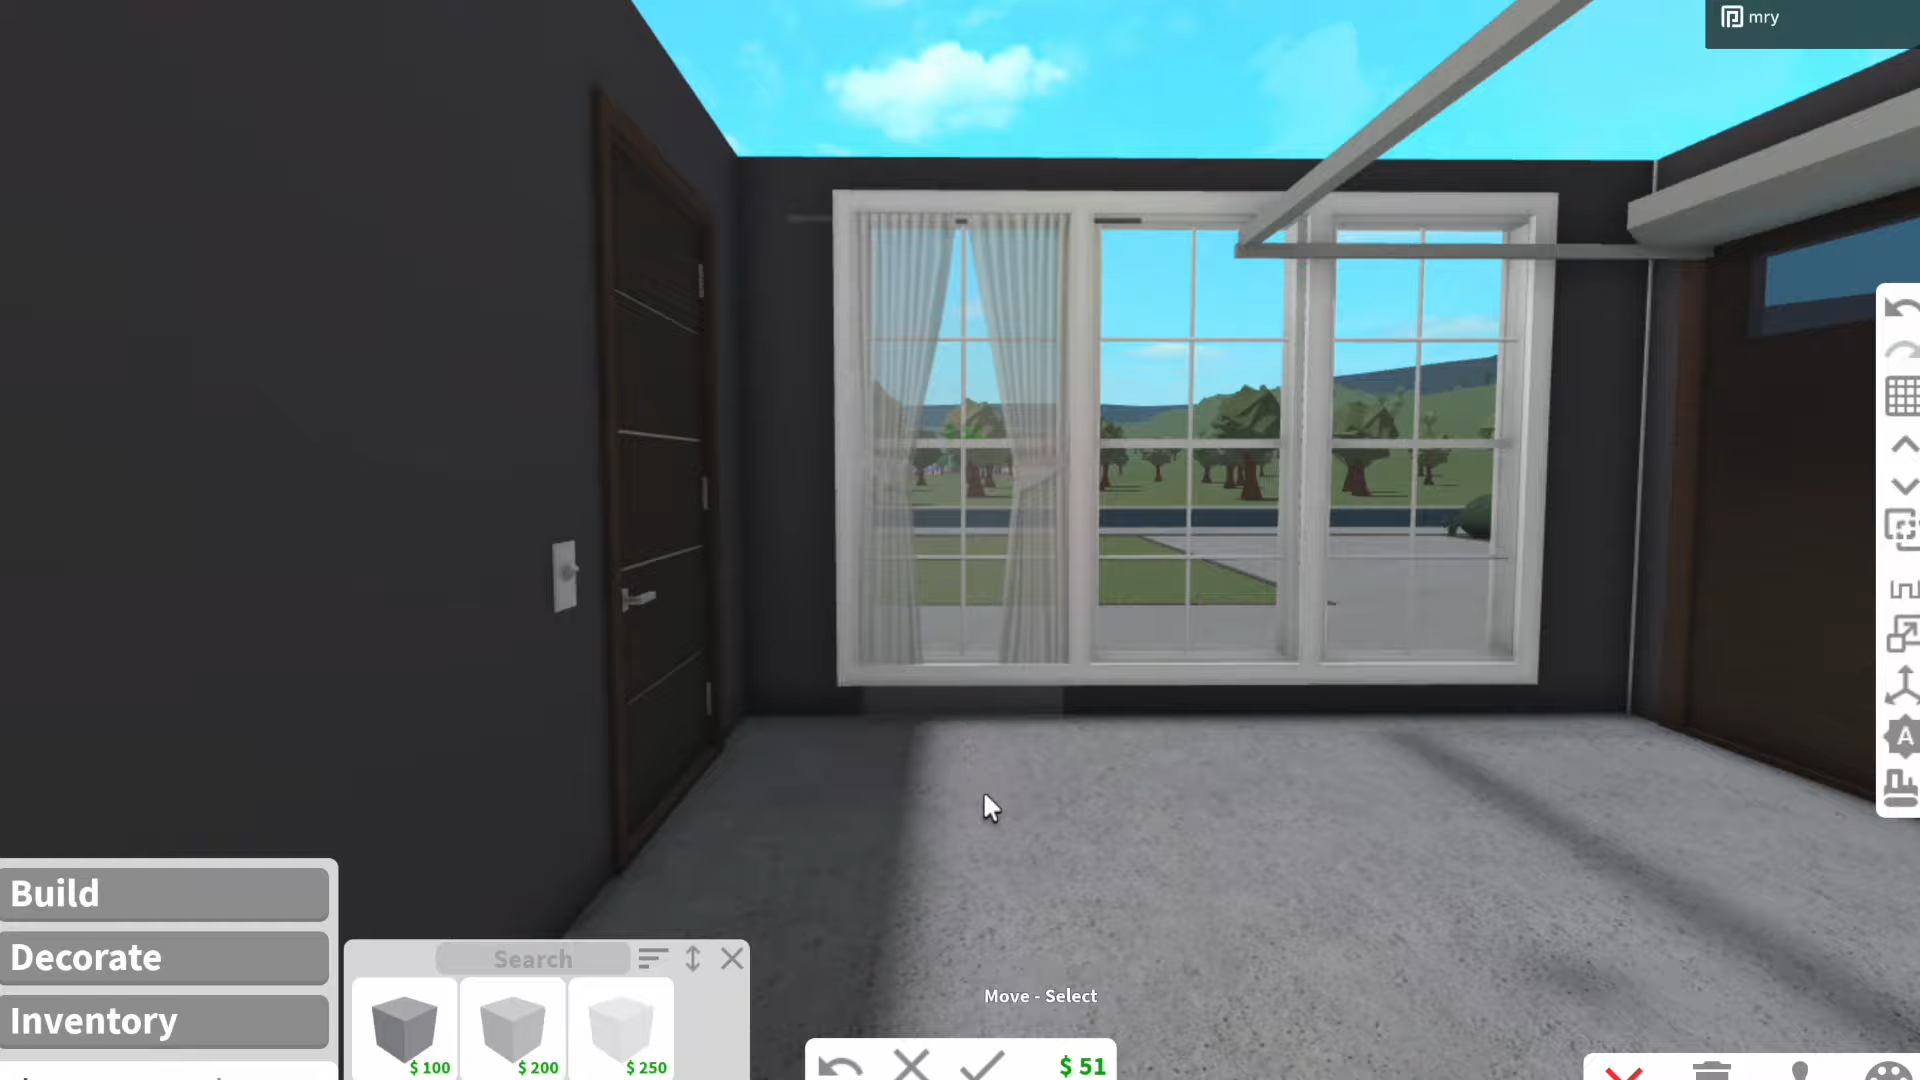 mry
A
Build
Decorate
Search
Inventory
Move - Select
$ 100
$ 200
$ 250
$ 51